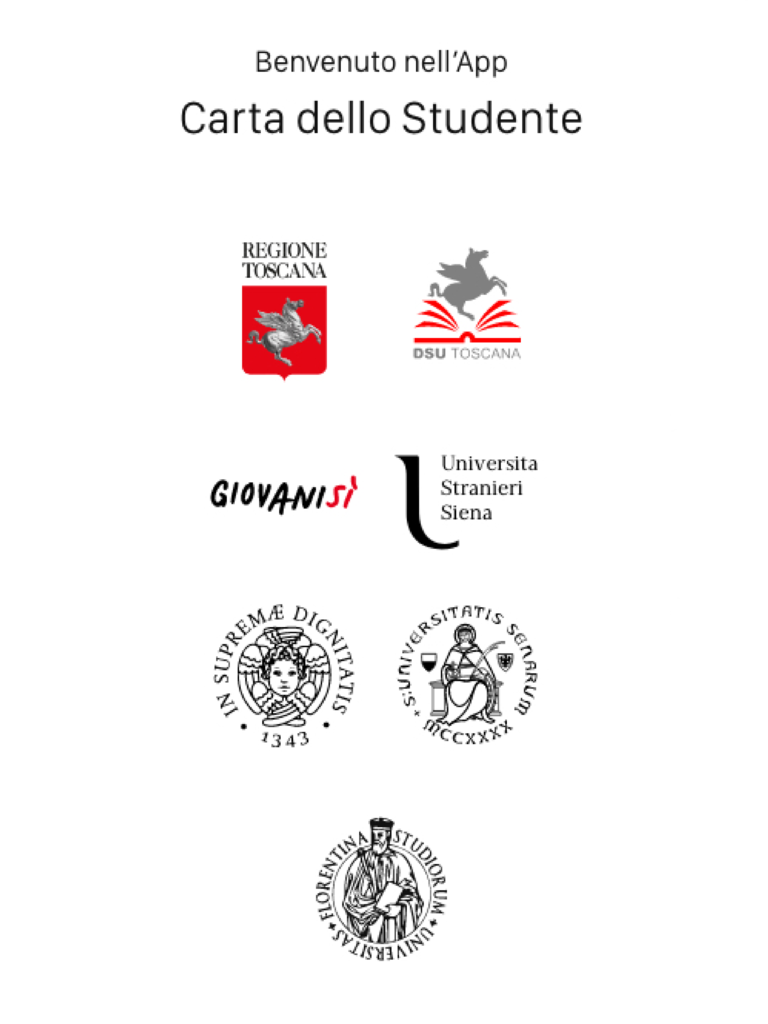 Benvenuto nell'App
Carta dello Studente
REGIONE
TOSCANA
DSU TOSCANA
GIOVANISÌ
Universita
Stranieri
Siena
IN SUPREMÆ DIGNITATIS
• 1343 •
S:UNIVERSITATIS SENARUM
MCCXXXX
FLORENTINA STUDIORUM UNIVERSITAS